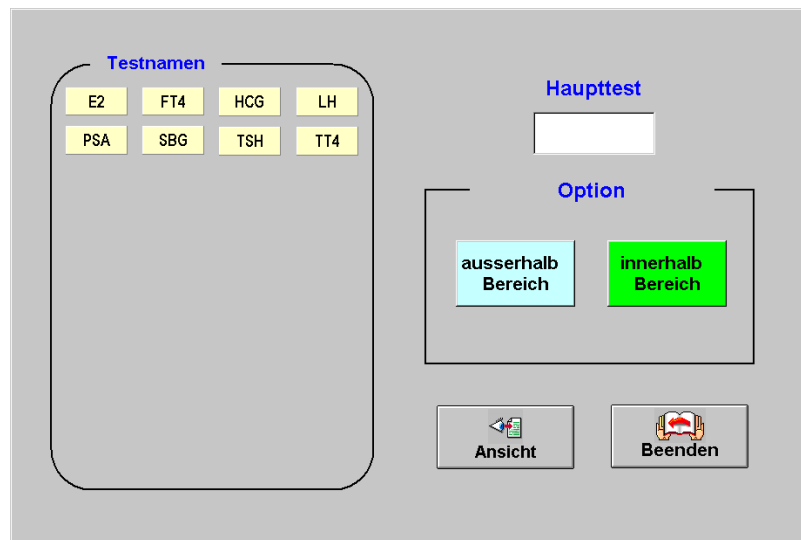 Testnamen
E2 FT4 HCG LH
PSA SBG TSH TT4
Haupttest
Option
ausserhalb
Bereich
innerhalb
Bereich
Ansicht
Beenden